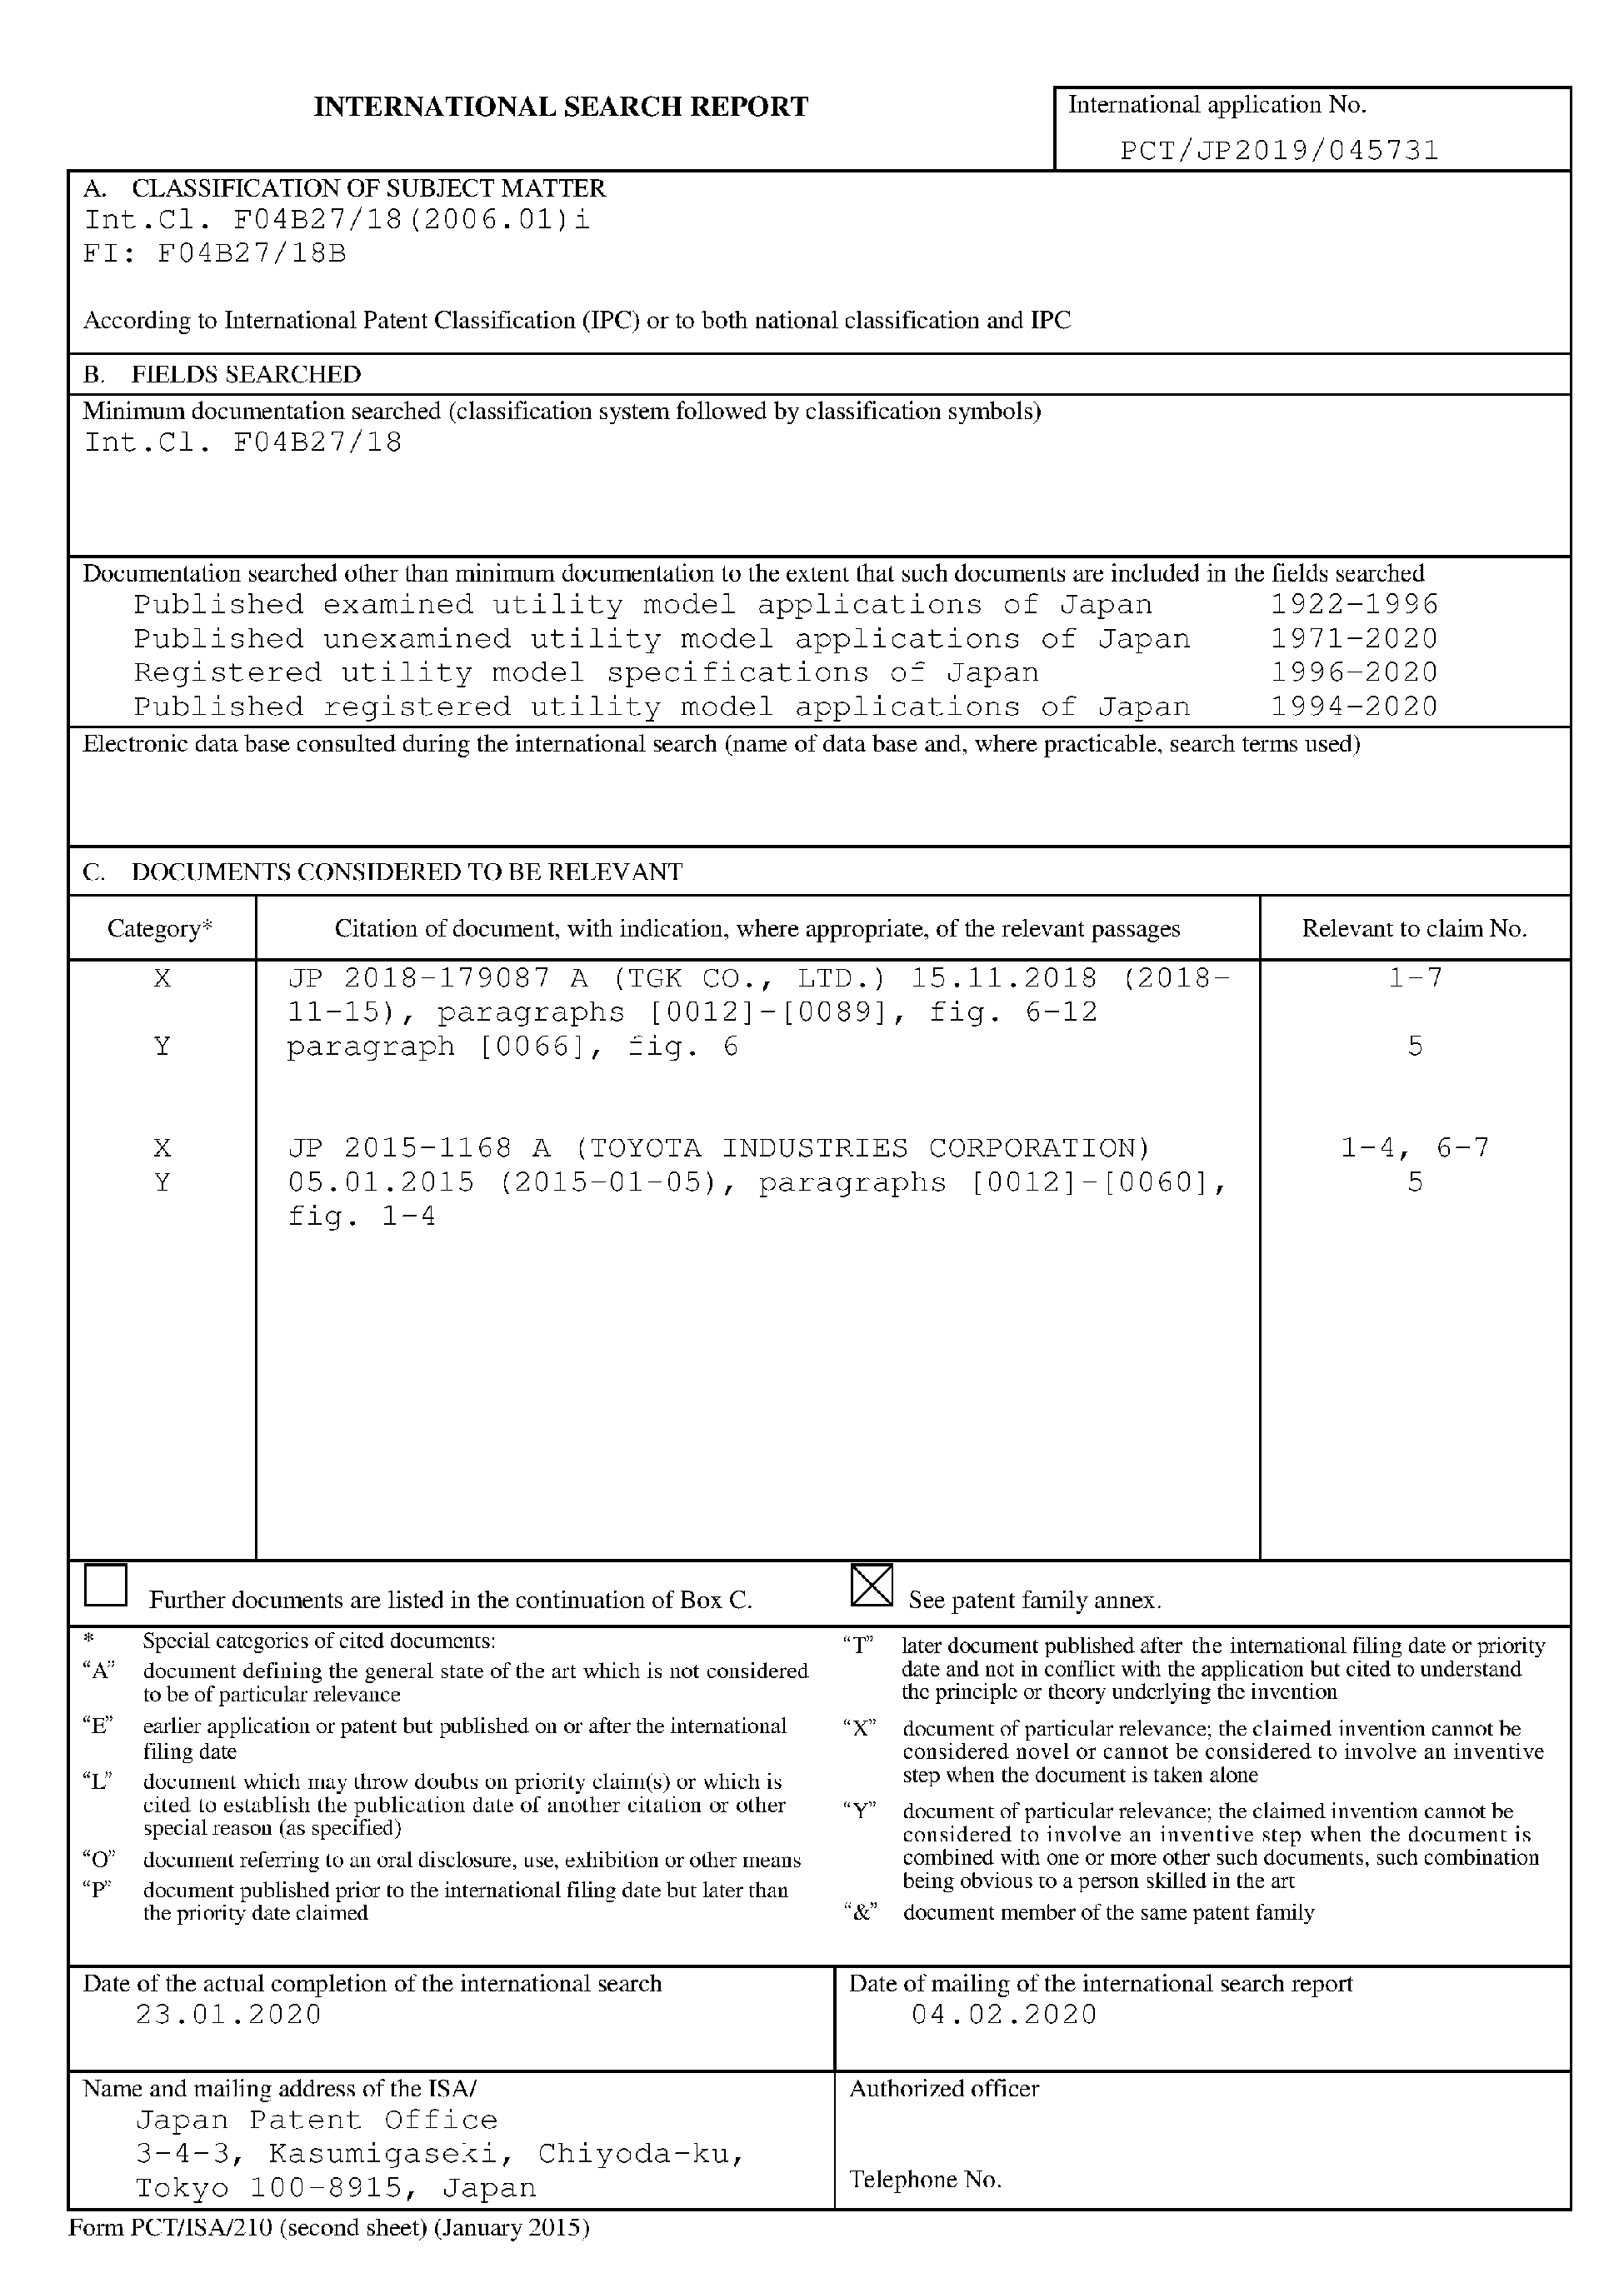 INTERNATIONAL SEARCH REPORT
International application No.
PCT/JP2019/045731
A. CLASSIFICATION OF SUBJECT MATTER
Int.Cl. F04B27/18(2006.01)i
FI: F04B27/18B
According to International Patent Classification (IPC) or to both national classification and IPC
B. FIELDS SEARCHED
Minimum documentation searched (classification system followed by classification symbols)
Int.Cl. F04B27/18
Documentation searched other than minimum documentation to the extent that such documents are included in the fields searched
Published examined utility model applications of Japan 1922-1996
Published unexamined utility model applications of Japan 1971-2020
Registered utility model specifications of Japan 1996-2020
Published registered utility model applications of Japan 1994-2020
Electronic data base consulted during the international search (name of data base and, where practicable, search terms used)
C. DOCUMENTS CONSIDERED TO BE RELEVANT
Category* Citation of document, with indication, where appropriate, of the relevant passages Relevant to claim No.
X JP 2018-179087 A (TGK CO., LTD.) 15.11.2018 (2018- 1-7
11-15), paragraphs [0012]-[0089], fig. 6-12
Y paragraph [0066], fig. 6 5
X JP 2015-1168 A (TOYOTA INDUSTRIES CORPORATION) 1-4, 6-7
Y 05.01.2015 (2015-01-05), paragraphs [0012]-[0060], 5
fig. 1-4
Further documents are listed in the continuation of Box C.
See patent family annex.
* Special categories of cited documents:
“A” document defining the general state of the art which is not considered
to be of particular relevance
“E” earlier application or patent but published on or after the international
filing date
“L” document which may throw doubts on priority claim(s) or which is
cited to establish the publication date of another citation or other
special reason (as specified)
“O” document referring to an oral disclosure, use, exhibition or other means
“P” document published prior to the international filing date but later than
the priority date claimed
“T” later document published after the international filing date or priority
date and not in conflict with the application but cited to understand
the principle or theory underlying the invention
“X” document of particular relevance; the claimed invention cannot be
considered novel or cannot be considered to involve an inventive
step when the document is taken alone
“Y” document of particular relevance; the claimed invention cannot be
considered to involve an inventive step when the document is
combined with one or more other such documents, such combination
being obvious to a person skilled in the art
“&” document member of the same patent family
Date of the actual completion of the international search
23.01.2020
Date of mailing of the international search report
04.02.2020
Name and mailing address of the ISA/
Japan Patent Office
3-4-3, Kasumigaseki, Chiyoda-ku,
Tokyo 100-8915, Japan
Authorized officer
Telephone No.
Form PCT/ISA/210 (second sheet) (January 2015)